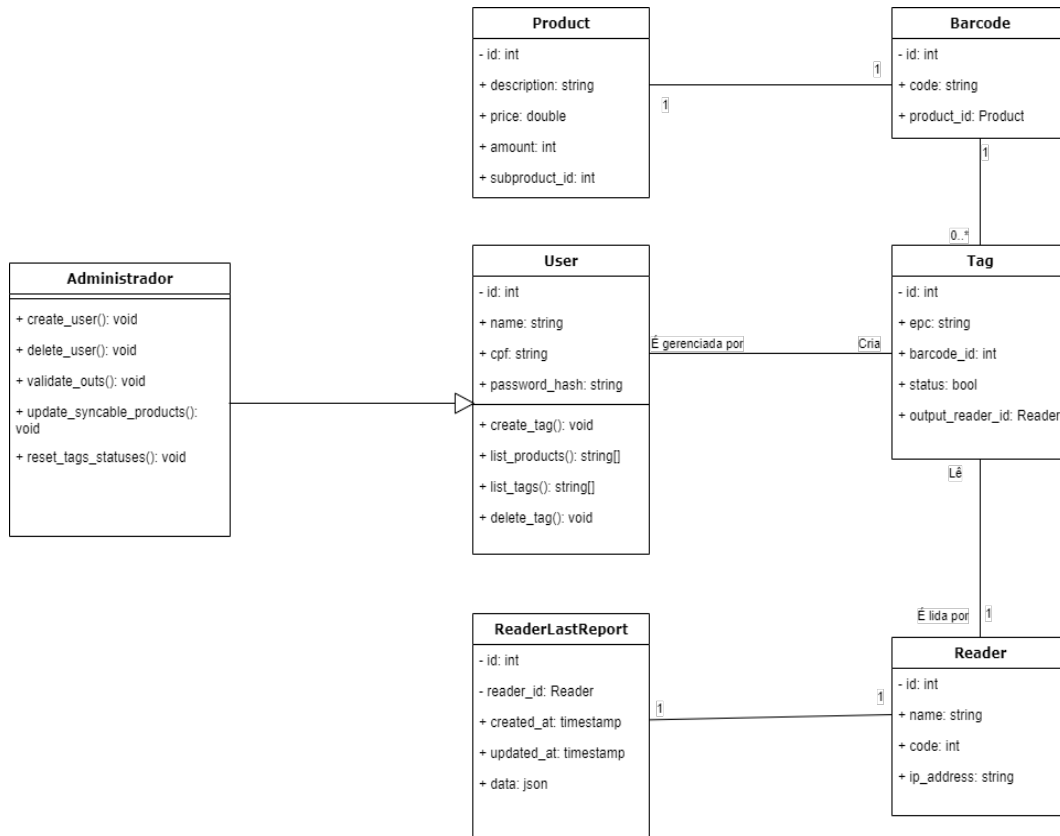 Product
- id: int
+ description: string
+ price: double
+ amount: int
+ subproduct_id: int
1
1
Barcode
- id: int
+ code: string
+ product_id: Product
1
0..*
Administrador
+ create_user(): void
+ delete_user(): void
+ validate_outs(): void
+ update_syncable_products():
void
+ reset_tags_statuses(): void
User
- id: int
+ name: string
+ cpf: string
+ password_hash: string
+ create_tag(): void
+ list_products(): string[]
+ list_tags(): string[]
+ delete_tag(): void
É gerenciada por
Cria
Tag
- id: int
+ epc: string
+ barcode_id: int
+ status: bool
+ output_reader_id: Reader
Lê
É lida por
1
ReaderLastReport
- id: int
- reader_id: Reader
+ created_at: timestamp
+ updated_at: timestamp
+ data: json
1
1
Reader
- id: int
+ name: string
+ code: int
+ ip_address: string